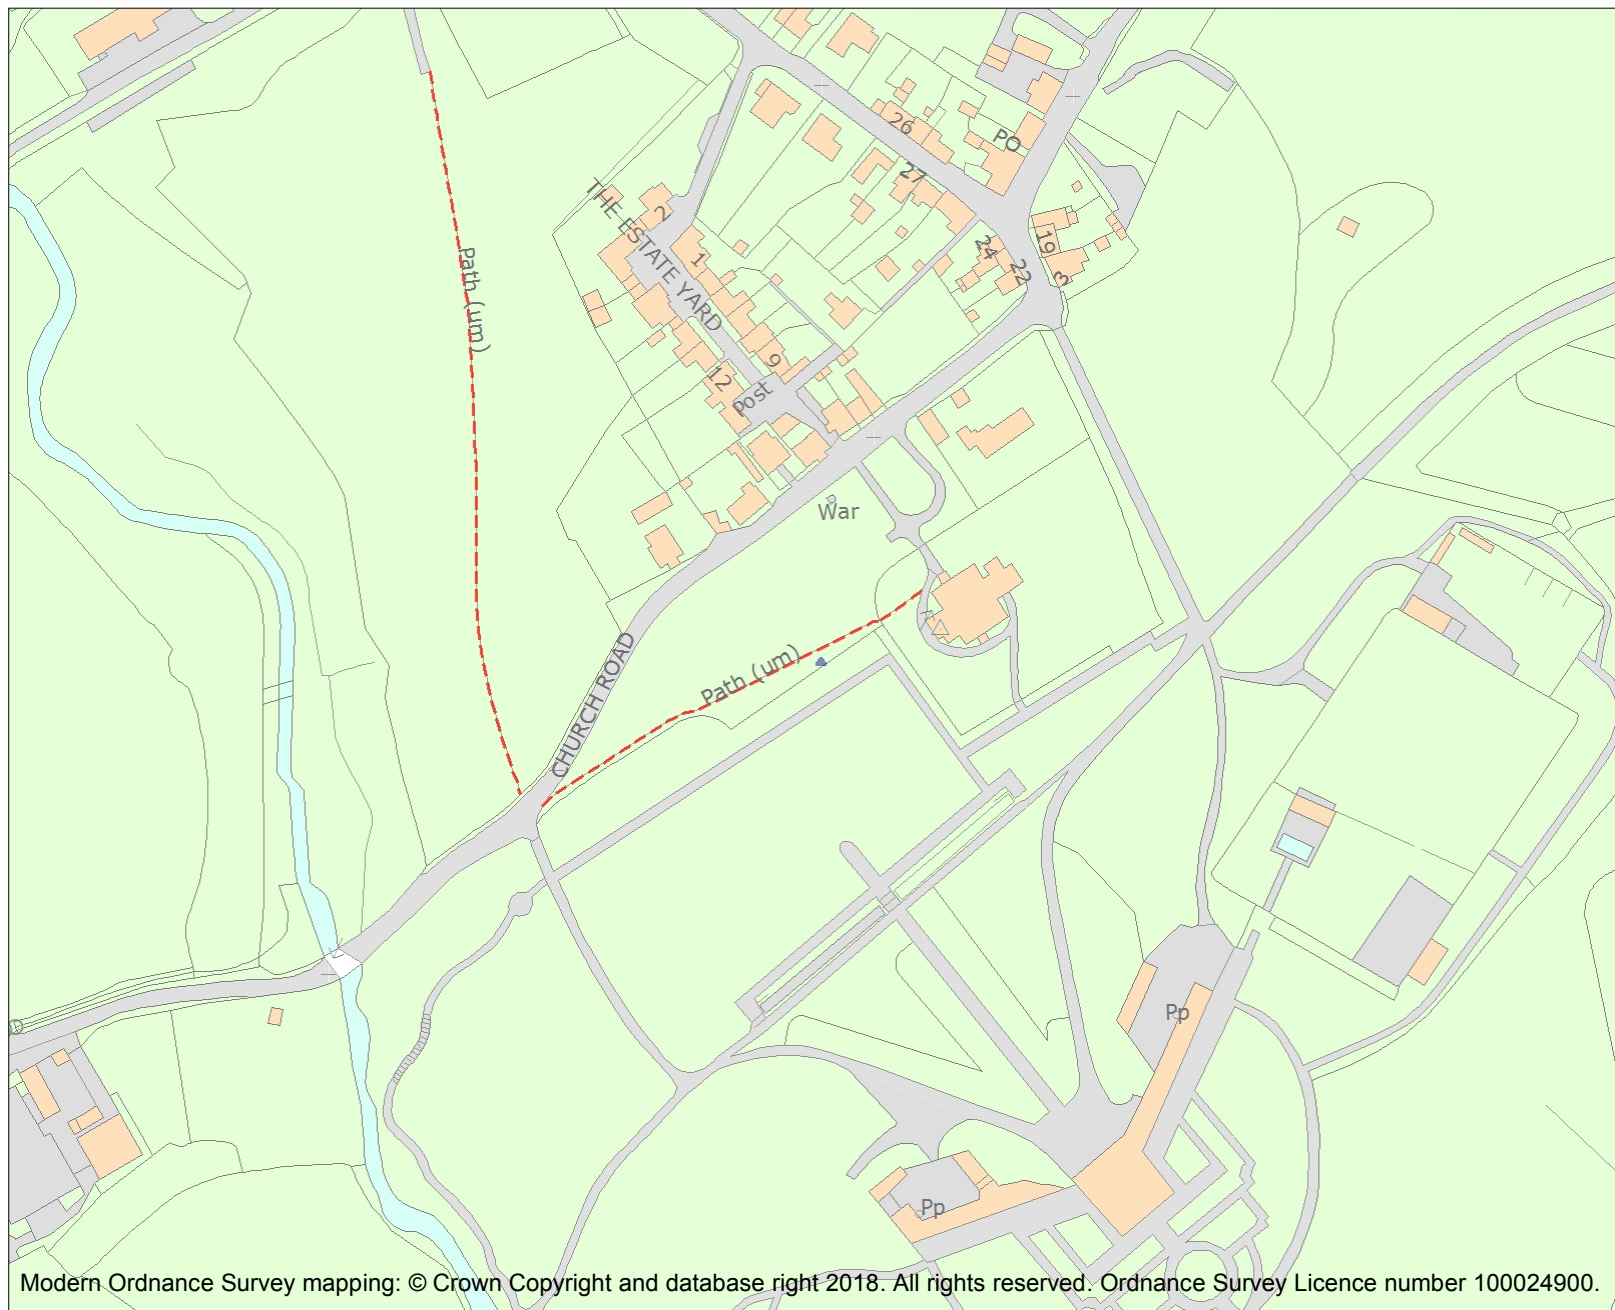 26
PO
27
THE ESTATE YARD
2
19
24
1
22
3
Path (um)
9
12
Post
War
CHURCH ROAD
Path (um)
Pp
Pp
Modern Ordnance Survey mapping: © Crown Copyright and database right 2018. All rights reserved. Ordnance Survey Licence number 100024900.